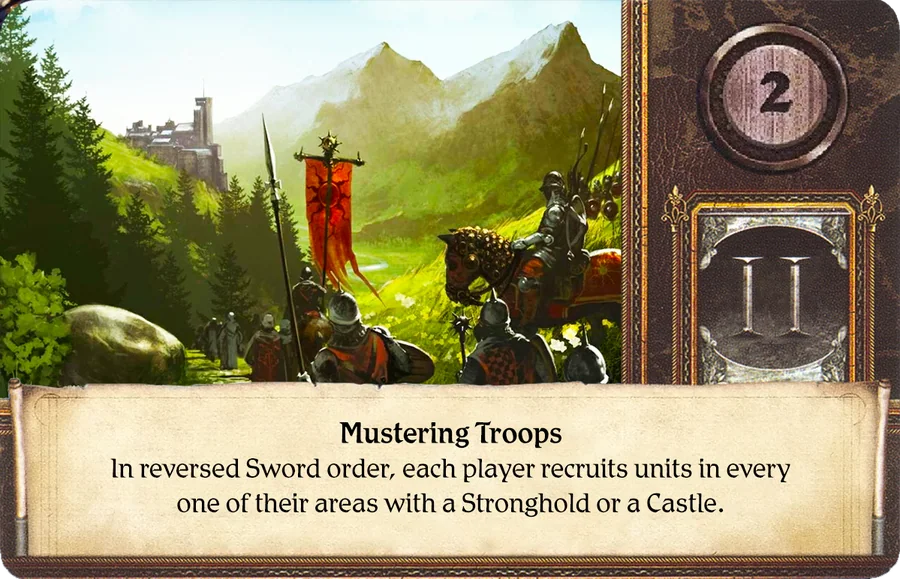 2
II
Mustering Troops
In reversed Sword order, each player recruits units in every
one of their areas with a Stronghold or a Castle.